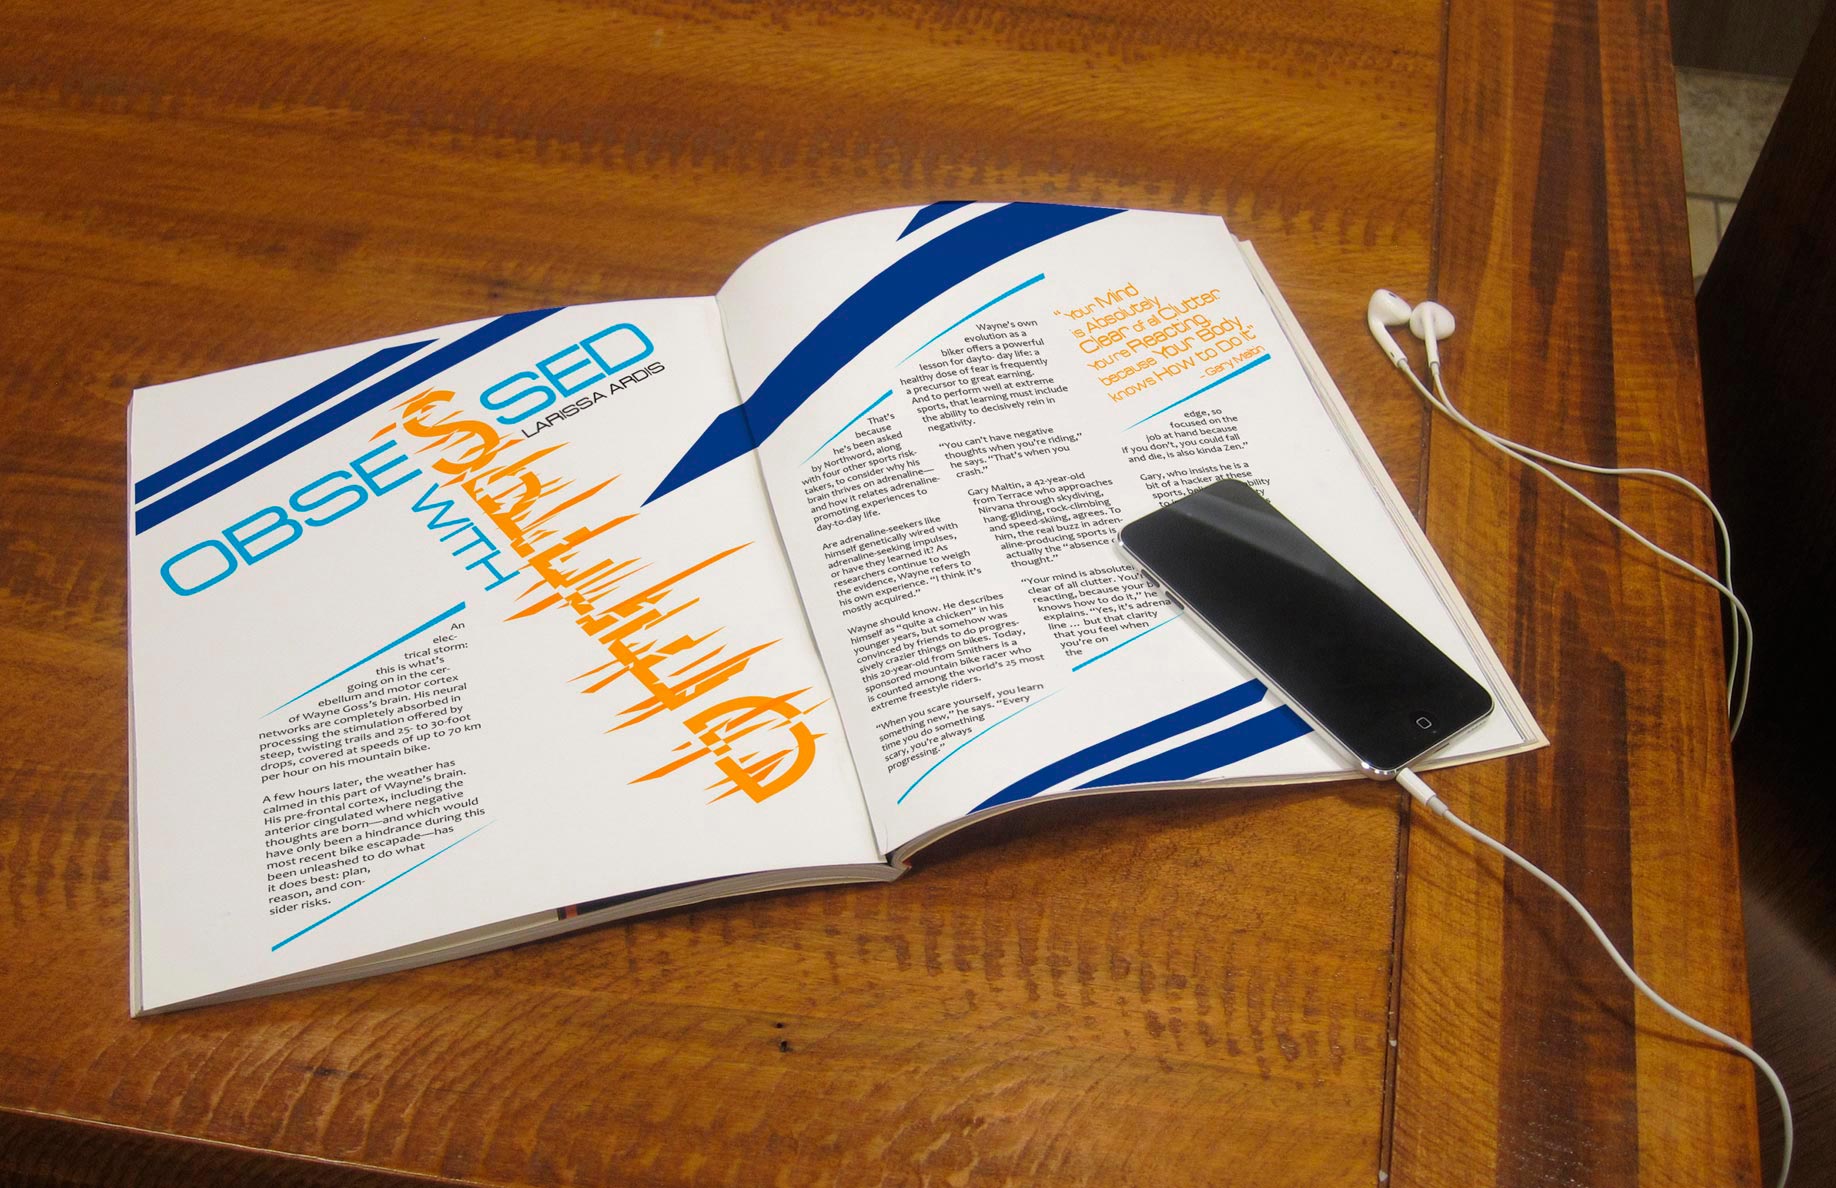 OBSESSED
WITH
SPEED
LARISSA ARDIS
An
elec-
trical storm:
this is what's
going on in the cer-
ebellum and motor cortex
of Wayne Goss's brain. His neural
networks are completely absorbed in
processing the stimulation offered by
steep, twisting trails and 25- to 30-foot
drops, covered at speeds of up to 70 km
per hour on his mountain bike.
A few hours later, the weather has
calmed in this part of Wayne's brain.
His pre-frontal cortex, including the
anterior cingulated where negative
thoughts are born—and which would
have only been a hindrance during this
most recent bike escapade—has
been unleashed to do what
it does best: plan,
reason, and con-
sider risks.
That's
because
he's been asked
by Northword, along
with four other sports risk-
takers, to consider why his
brain thrives on adrenaline—
and how it relates adrenaline-
promoting experiences to
day-to-day life.
Are adrenaline-seekers like
himself genetically wired with
adrenaline-seeking impulses,
or have they learned it? As
researchers continue to weigh
the evidence, Wayne refers to
his own experience. "I think it's
mostly acquired."
Wayne should know. He describes
himself as "quite a chicken" in his
younger years, but somehow was
convinced by friends to do progres-
sively crazier things on bikes. Today,
this 20-year-old from Smithers is a
sponsored mountain bike racer who
is counted among the world's 25 most
extreme freestyle riders.
"When you scare yourself, you learn
something new," he says. "Every
time you do something
scary, you're always
progressing."
Wayne's own
evolution as a
biker offers a powerful
lesson for dayto- day life: a
healthy dose of fear is frequently
a precursor to great earning.
And to perform well at extreme
sports, that learning must include
the ability to decisively rein in
negativity.
"You can't have negative
thoughts when you're riding,"
he says. "That's when you
crash."
Gary Maltin, a 42-year-old
from Terrace who approaches
Nirvana through skydiving,
hang-gliding, rock-climbing
and speed-skiing, agrees. To
him, the real buzz in adren-
aline-producing sports is
actually the "absence
thought."
"Your mind is
clear of all clutter. You're
reacting, because your
knows how to do it," he
explains. "Yes, it's
line ... but that clarity
that you feel when
you're on
the
"Your Mind
is Absolutely
Clear of all Clutter
You're Reacting
because Your Body
knows How to Do it"
- Gary Maltin
edge, so
focused on the
job at hand because
if you don't, you could fall
and die, is also kinda Zen."
Gary, who insists he is a
bit of a hacker at these
sports,